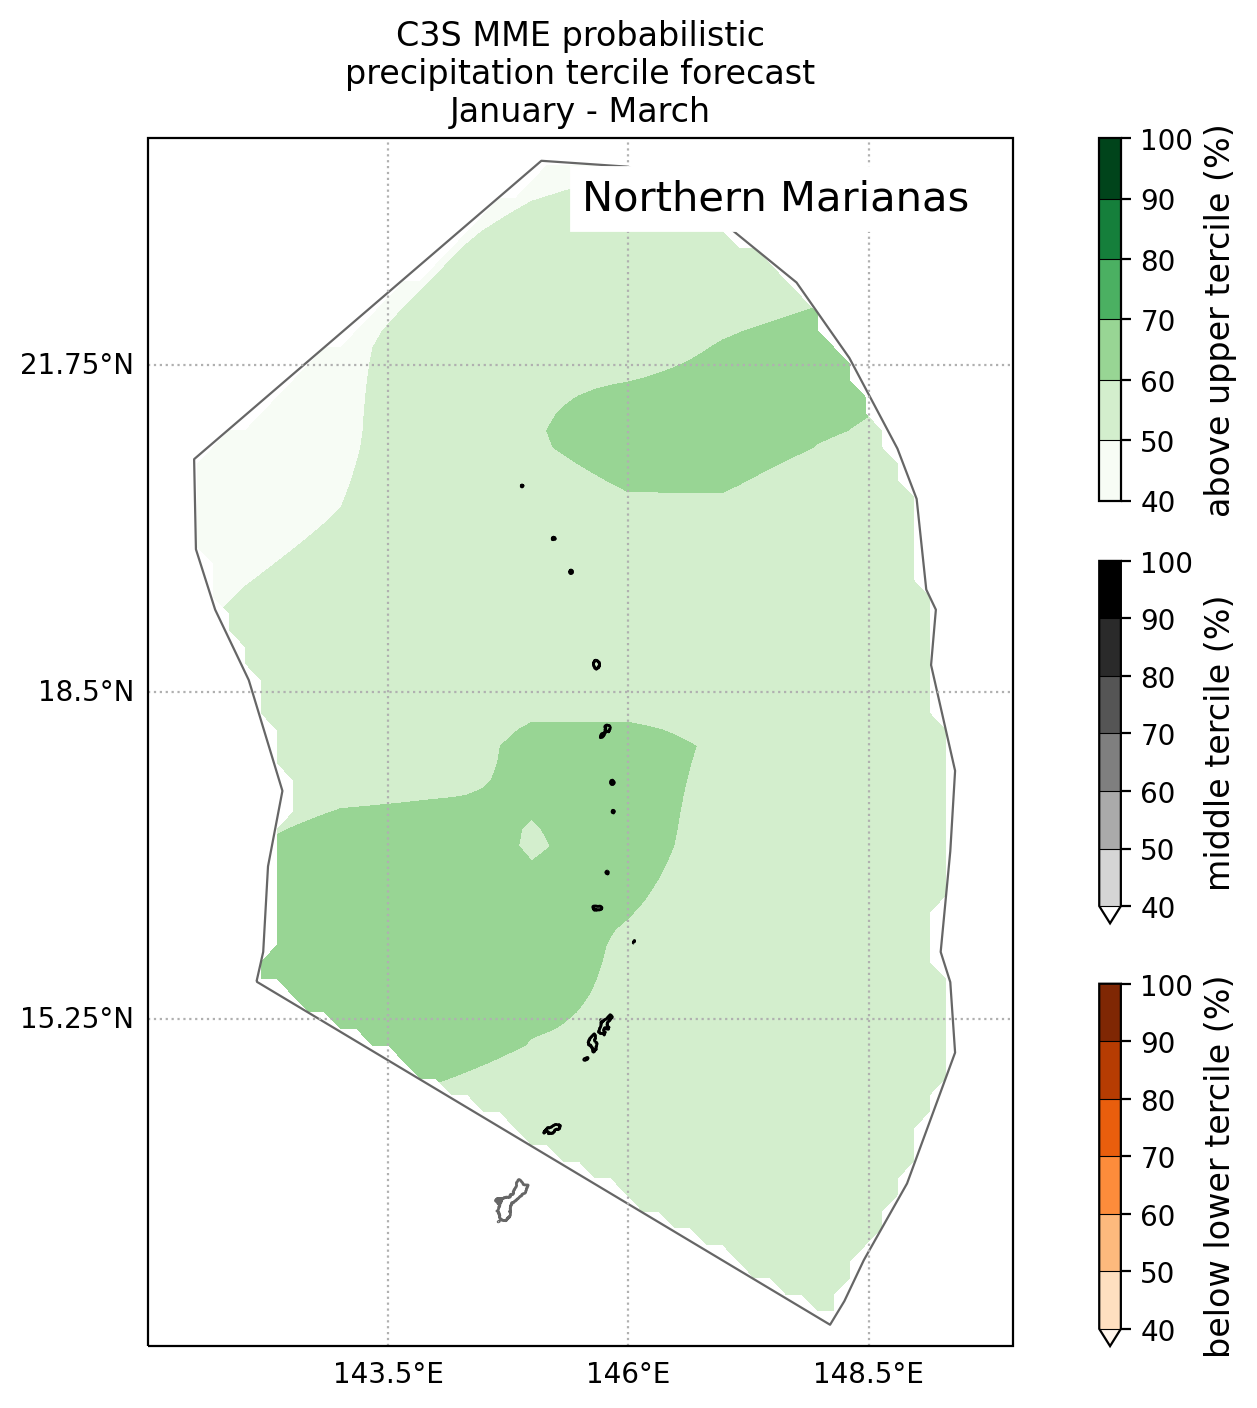 C3S MME probabilistic
precipitation tercile forecast
January - March
Northern Marianas
21.75°N
18.5°N
15.25°N
143.5°E
146°E
148.5°E
100
90
80
70
60
50
40
above upper tercile (%)
100
90
80
70
60
50
40
middle tercile (%)
100
90
80
70
60
50
40
below lower tercile (%)